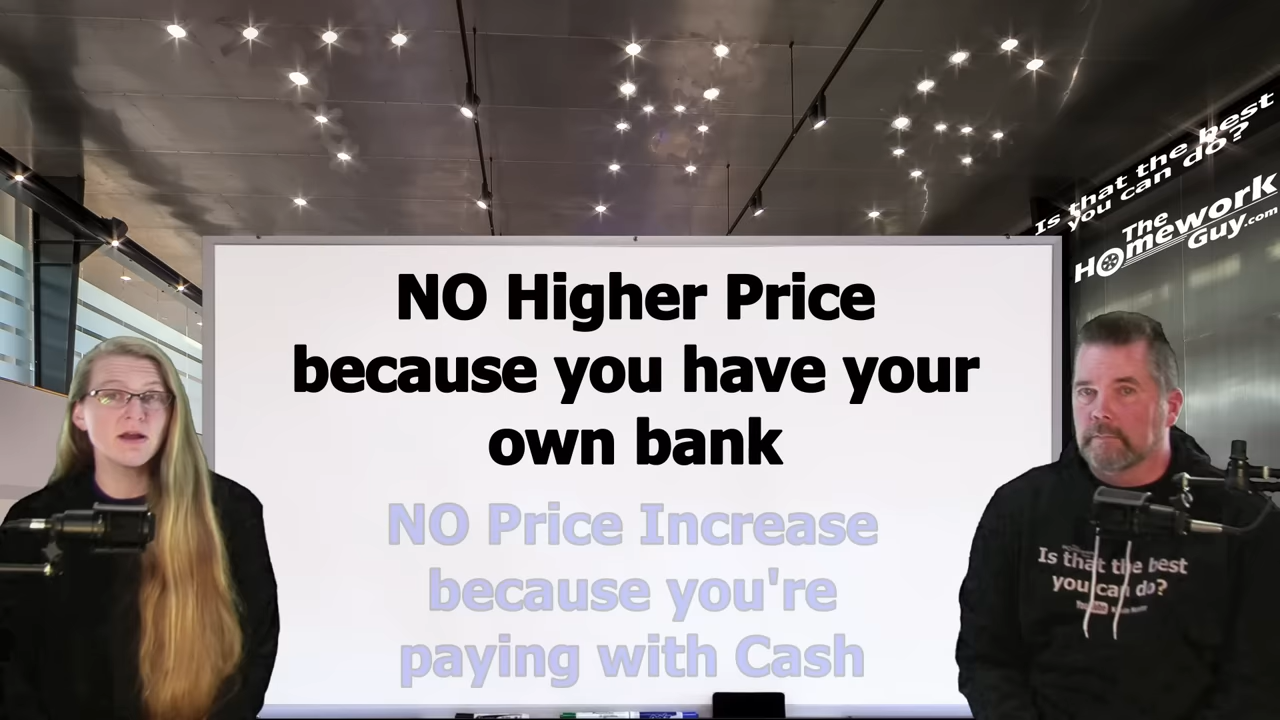 Is that the best
you can do?
The
Homework
Guy.com
NO Higher Price
because you have your
own bank
NO Price Increase
because you're
paying with Cash
Is that the best
you can do?